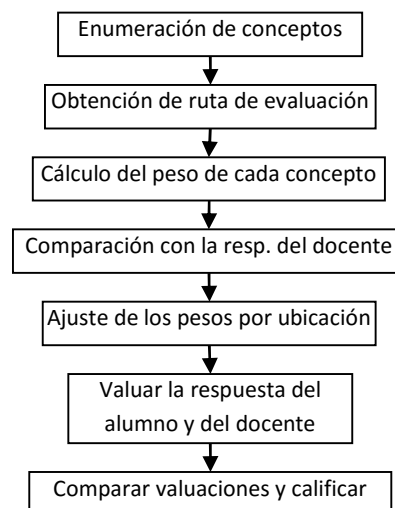 Enumeración de conceptos
Obtención de ruta de evaluación
Cálculo del peso de cada concepto
Comparación con la resp. del docente
Ajuste de los pesos por ubicación
Valuar la respuesta del
alumno y del docente
Comparar valuaciones y calificar